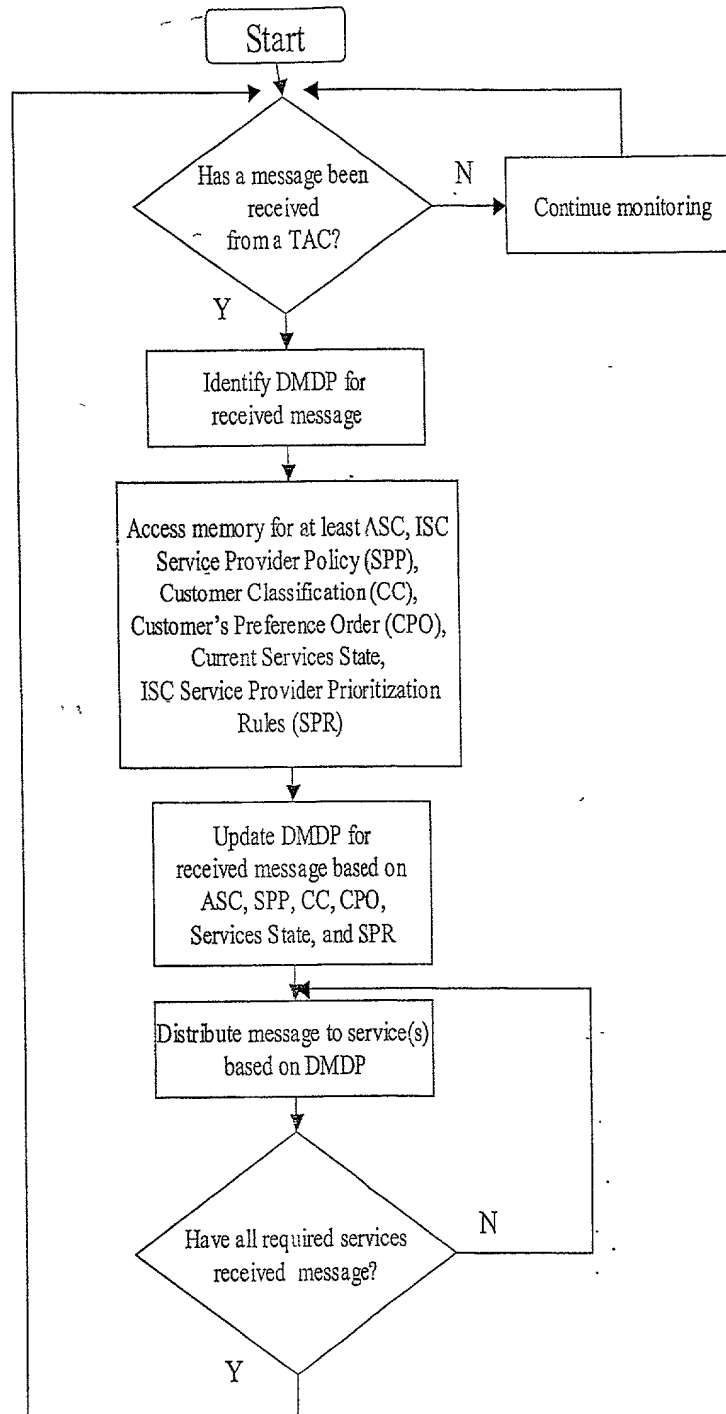 Start
Has a message been
received
from a TAC?
N
Continue monitoring
Y
Identify DMDP for
received message
Access memory for at least ASC, ISC
Service Provider Policy (SPP),
Customer Classification (CC),
Customer's Preference Order (CPO),
Current Services State,
ISC Service Provider Prioritization
Rules (SPR)
Update DMDP for
received message based on
ASC, SPP, CC, CPO,
Services State, and SPR
Distribute message to service(s)
based on DMDP
Have all required services
received message?
N
Y